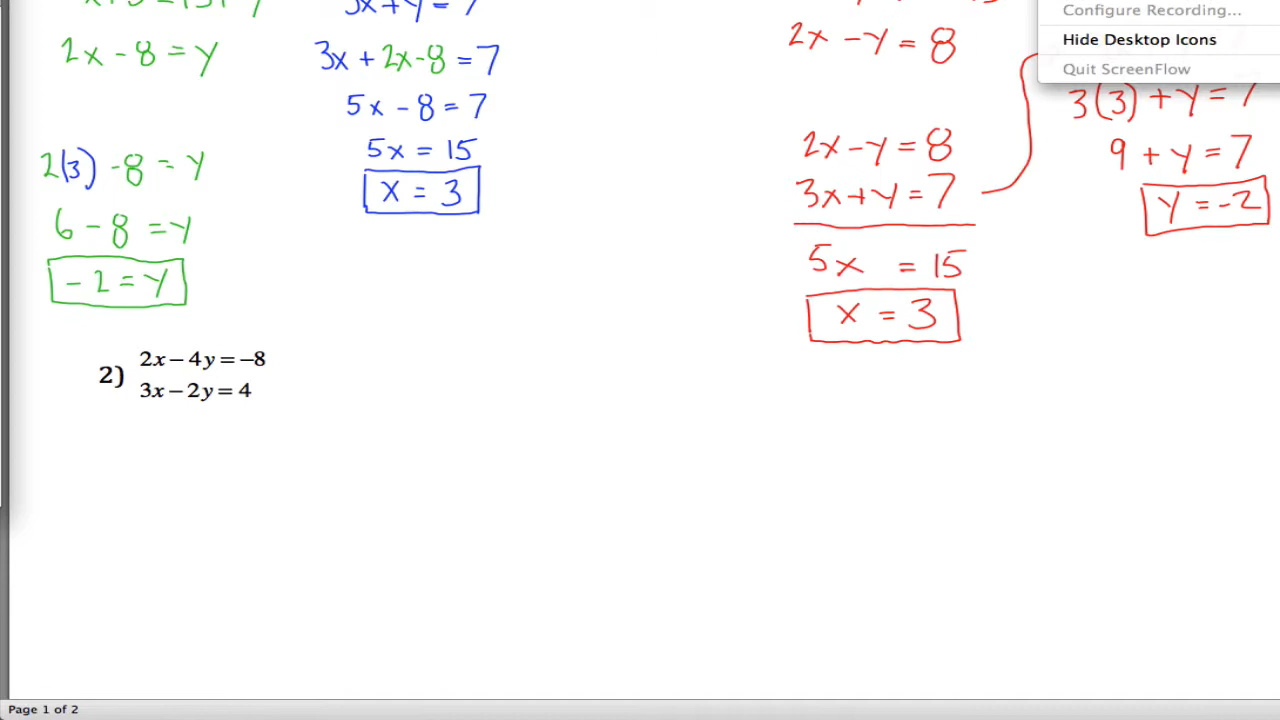 2x - 8 = y
2(3) - 8 = y
6 - 8 = y
- 2 = y
3x + y = 7
3x + 2x - 8 = 7
5x - 8 = 7
5x = 15
x = 3
2x - y = 8
2x - y = 8
3x + y = 7
5x = 15
x = 3
Configure Recording...
Hide Desktop Icons
Quit ScreenFlow
3(3) + y = 7
9 + y = 7
y = -2
2) 2x – 4y = –8
3x – 2y = 4
Page 1 of 2